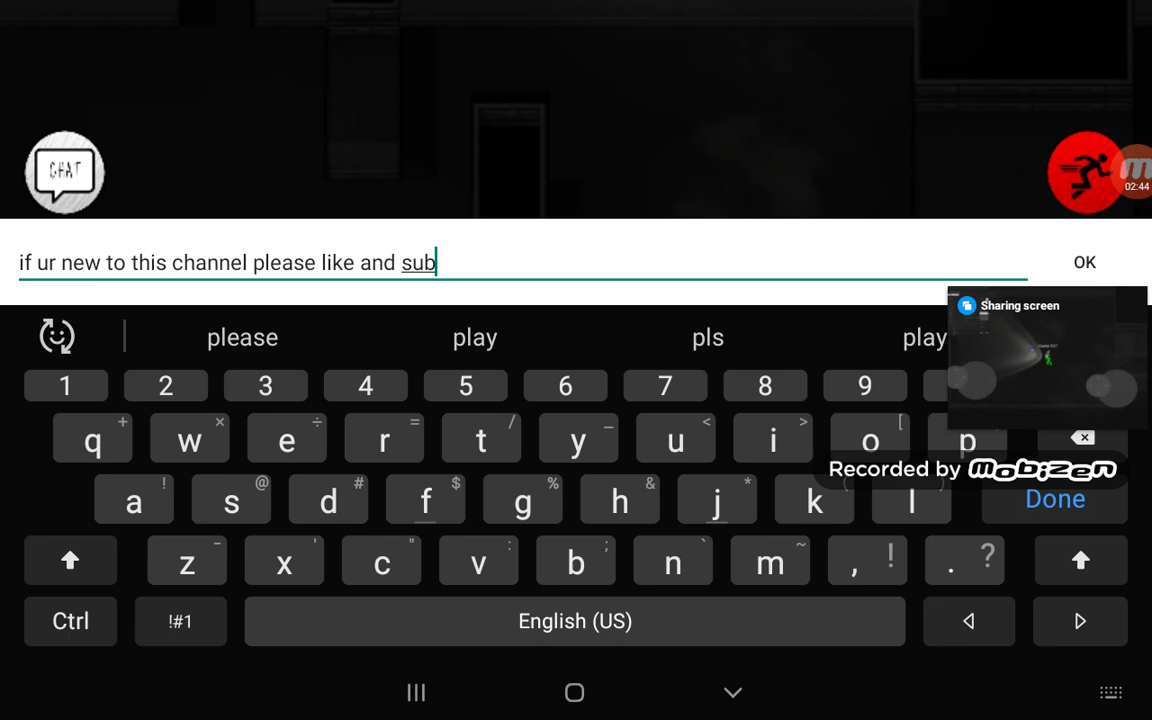 CHAT
02:44
if ur new to this channel please like and sub
OK
Sharing screen
please play pls play
1 2 3 4 5 6 7 8 9
q + w × e ÷ r = t / y _ u < i > o [ p
a ! s @ d # f $ g % h & j * k ( l )
Recorded by mobizen
Done
z - x ' c " v : b ; n ` m ~ , ! . ?
Ctrl !#1 English (US)